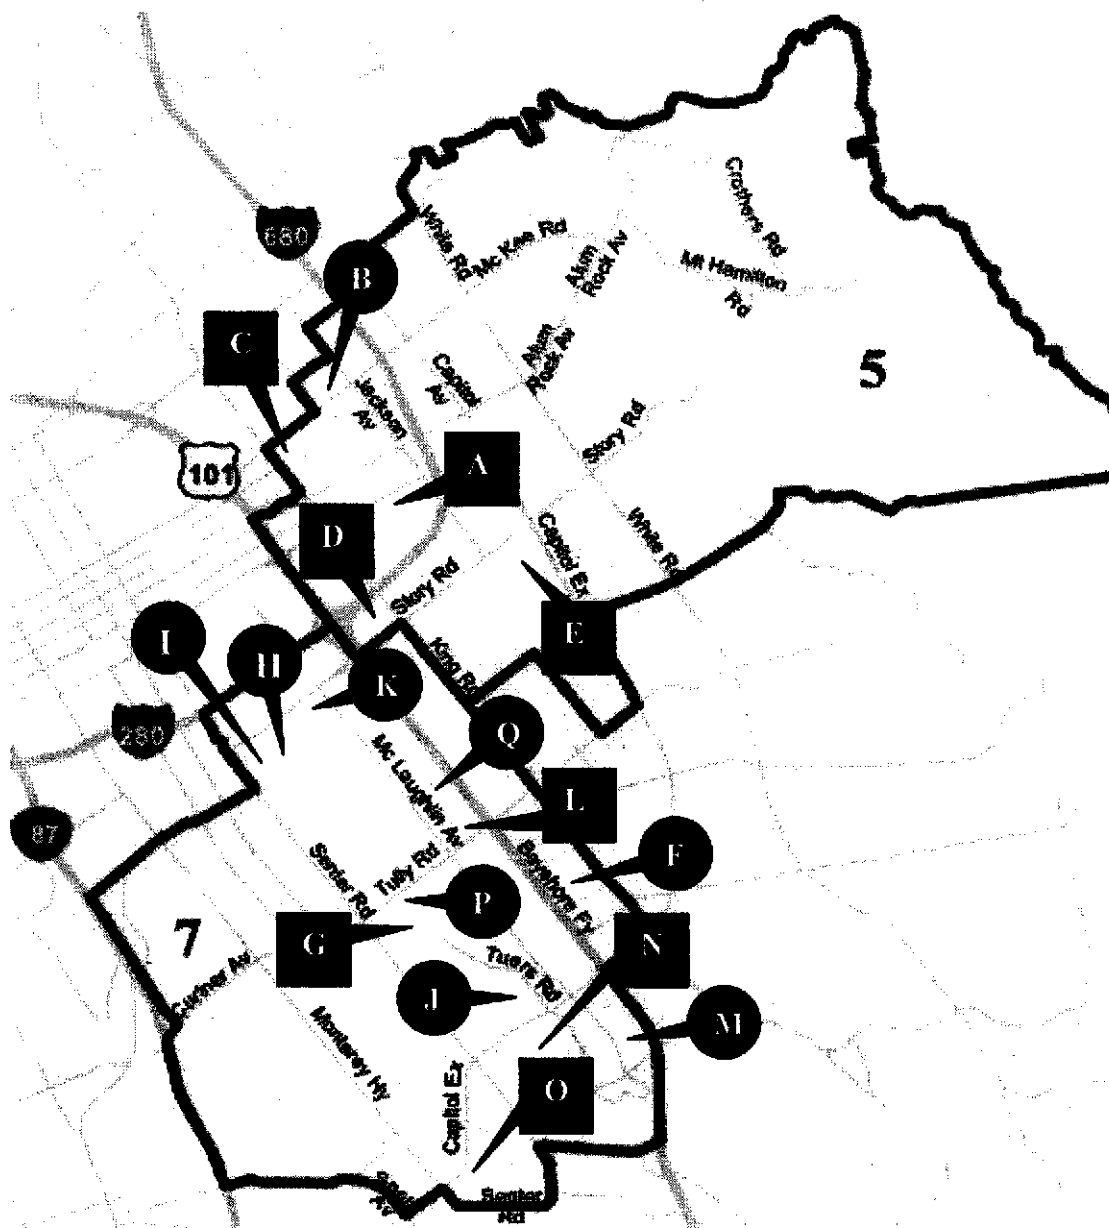 Crothers Rd
White Rd
Mc Kee Rd
680
Alum
Rock Av
B
Mt Hamilton
Rd
C
Alum
Rock Av
5
Capitol
Av
Jackson
Av
Story Rd
101
A
D
Capitol Ex
White Rd
Story Rd
E
I
H
King Rd
K
280
Q
Mc Laughlin Av
L
87
F
Senter Rd
Tully Rd
Bayshore Fy
P
7
G
N
Tuers Rd
Curtner Av
J
M
Monterey Hy
O
Capitol Ex
Senter
Rd